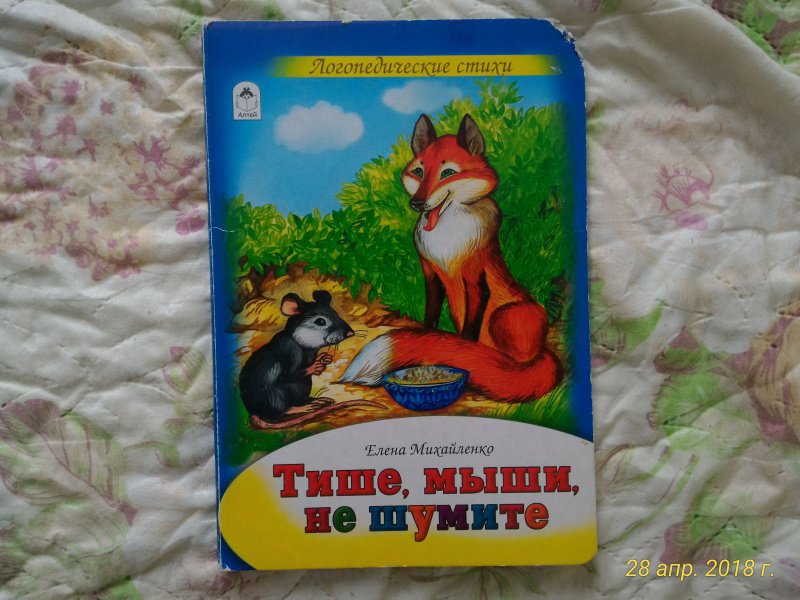 Логопедические стихи
Алтей
Елена Михайленко
Тише, мыши,
не шумите
28 апр. 2018 г.